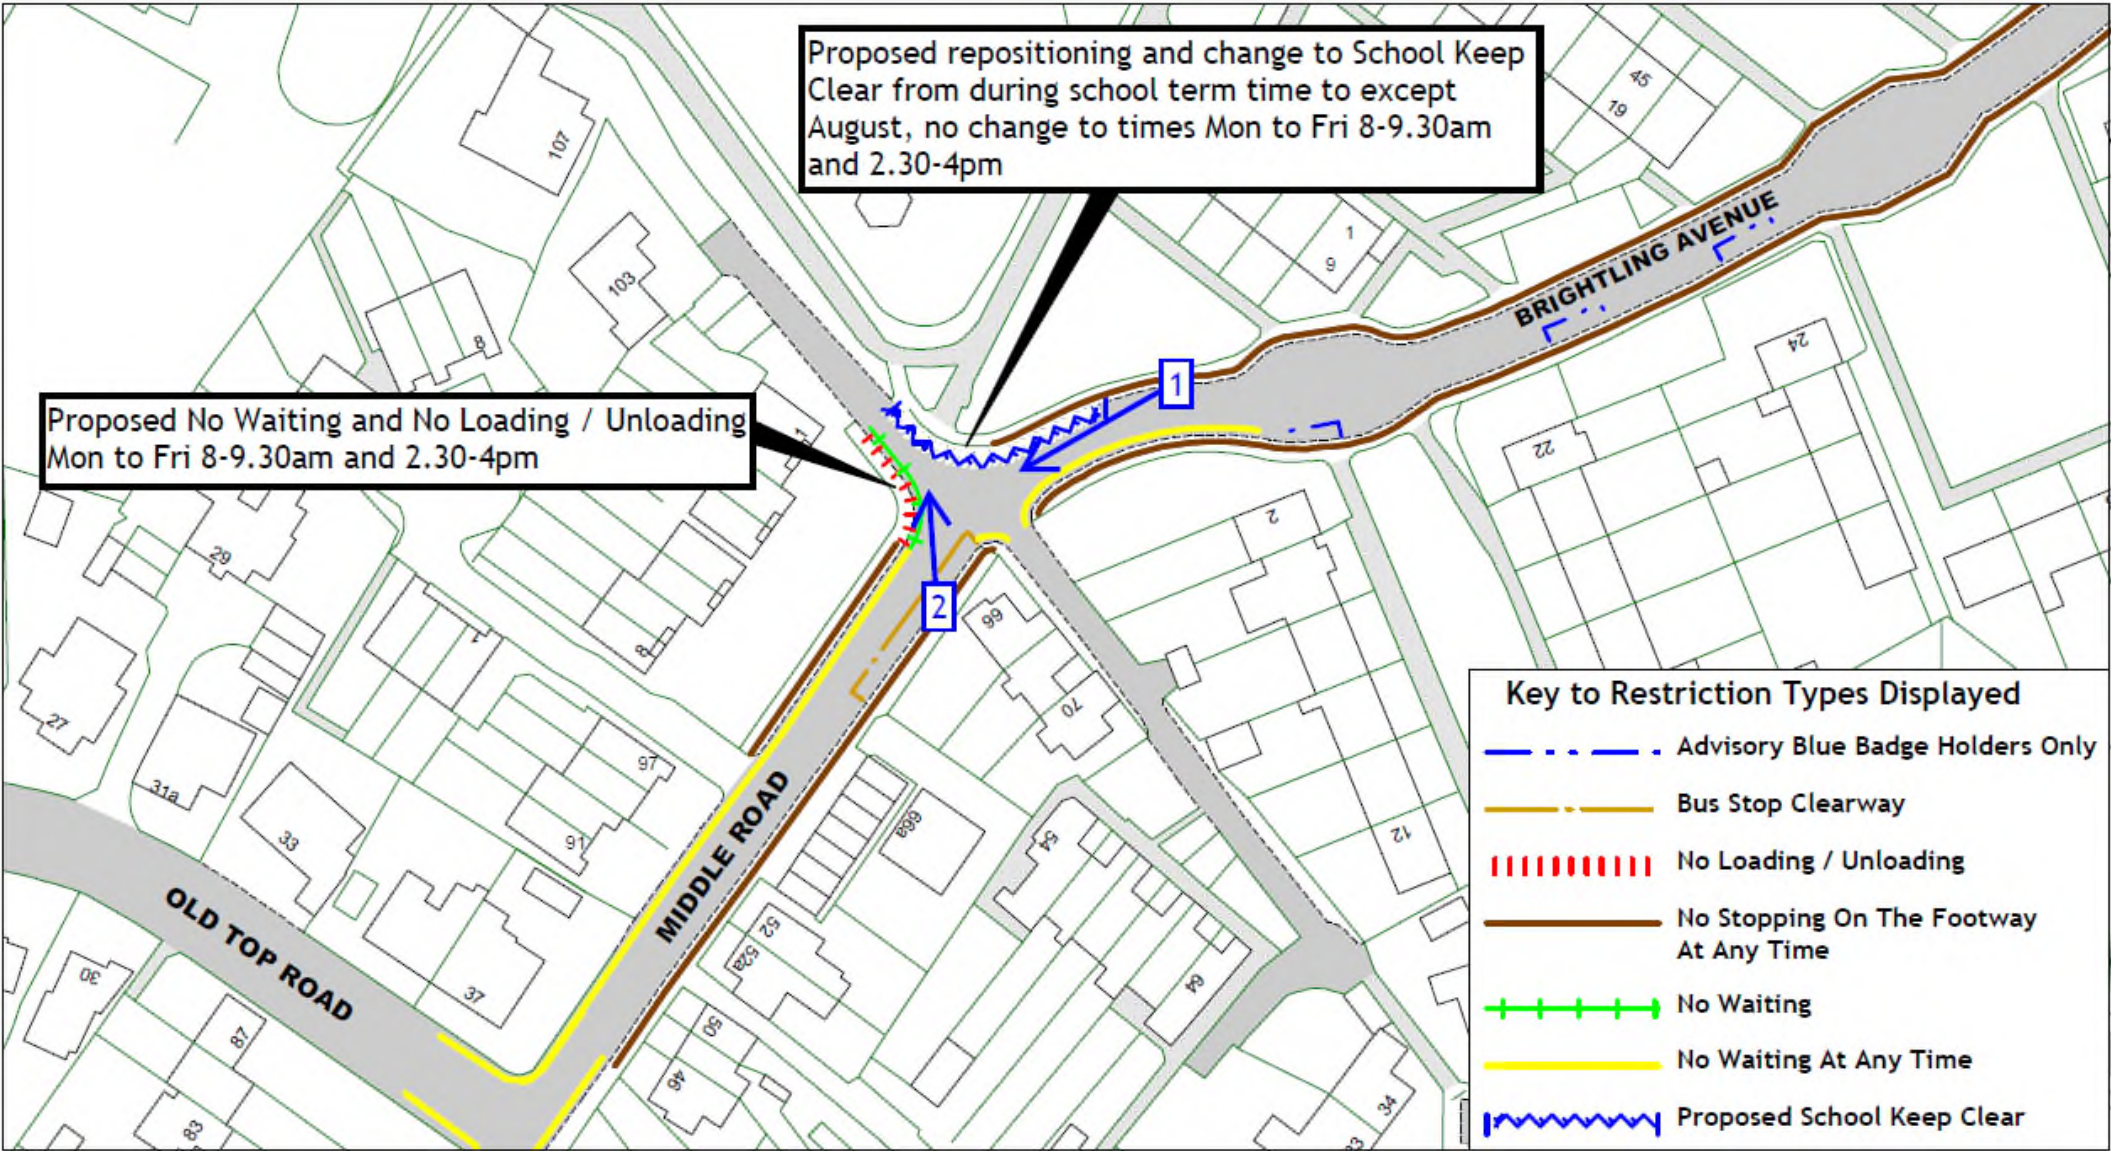 Proposed repositioning and change to School Keep
Clear from during school term time to except
August, no change to times Mon to Fri 8-9.30am
and 2.30-4pm
45
19
107
1
9
BRIGHTLING AVENUE
103
8
24
1
Proposed No Waiting and No Loading / Unloading
Mon to Fri 8-9.30am and 2.30-4pm
1
22
2
29
2
99
8
1
70
27
97
31a
33
91
66a
54
12
MIDDLE ROAD
OLD TOP ROAD
52
52a
30
37
64
87
50
46
83
34
33
Key to Restriction Types Displayed
Advisory Blue Badge Holders Only
Bus Stop Clearway
No Loading / Unloading
No Stopping On The Footway
At Any Time
No Waiting
No Waiting At Any Time
Proposed School Keep Clear